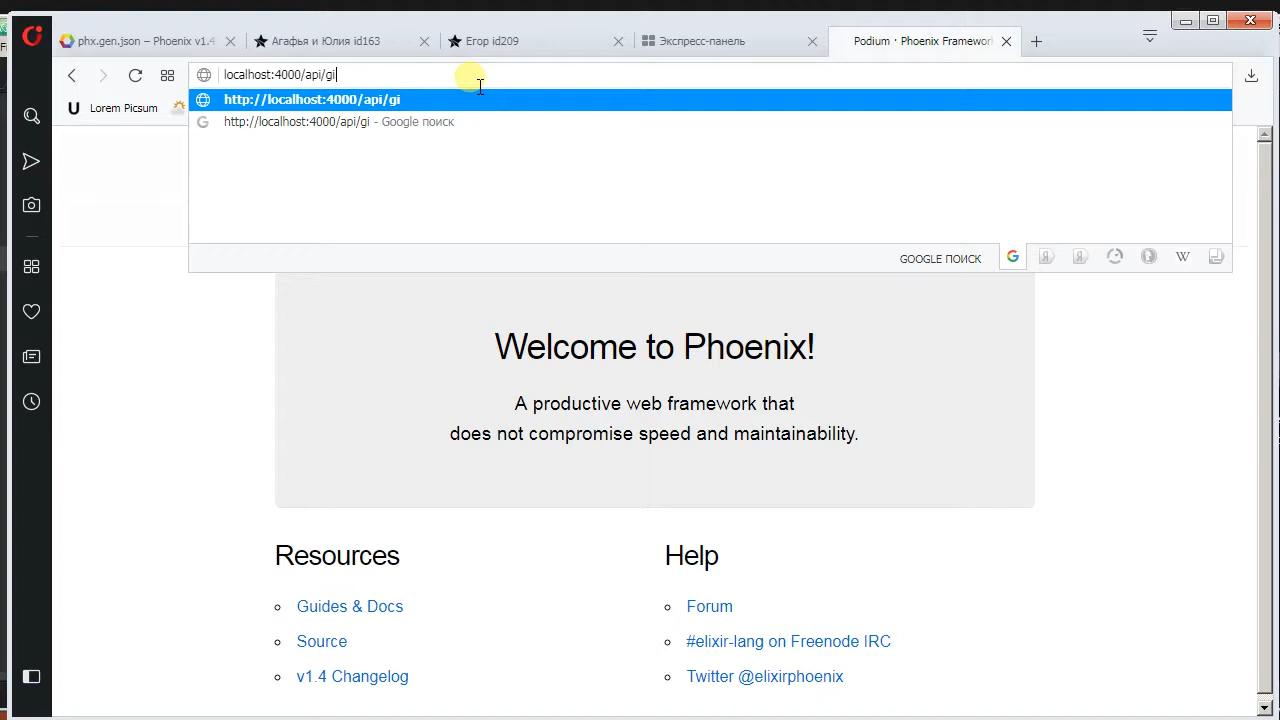 phx.gen.json – Phoenix v1.4
Агафья и Юлия id163
Егор id209
Экспресс-панель
Podium · Phoenix Framework
localhost:4000/api/gi
Lorem Picsum
http://localhost:4000/api/gi
http://localhost:4000/api/gi - Google поиск
GOOGLE ПОИСК
Welcome to Phoenix!
A productive web framework that
does not compromise speed and maintainability.
Resources
Help
Guides & Docs
Forum
Source
#elixir-lang on Freenode IRC
v1.4 Changelog
Twitter @elixirphoenix